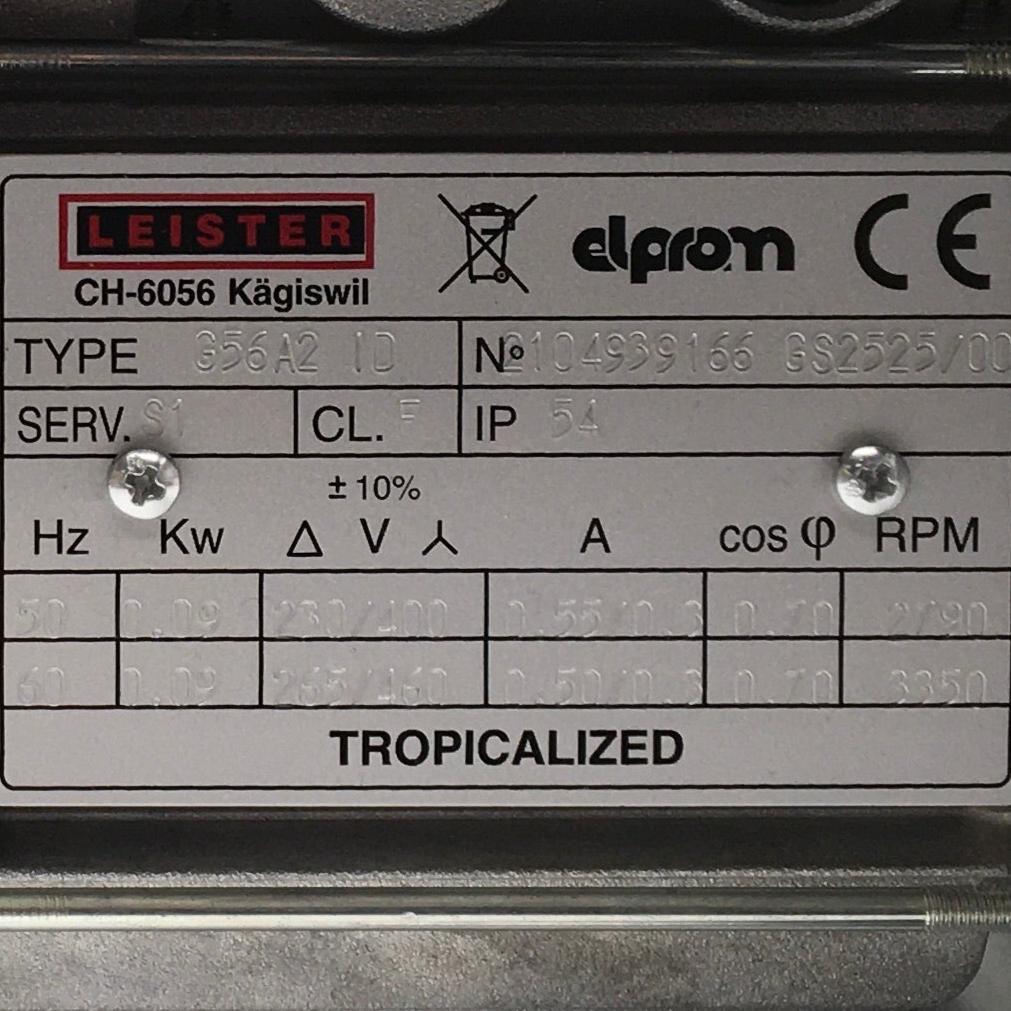 LEISTER
elprom CE
CH-6056 Kägiswil
TYPE G56A2 ID Nº 2104939166 GS2525/00
SERV. S1 CL. F IP 54
± 10%
Hz Kw △ V ⅄ A cos φ RPM
50 0.09 230/400 0.55/0.3 0.70 2790
60 0.09 265/460 0.50/0.3 0.70 3350
TROPICALIZED